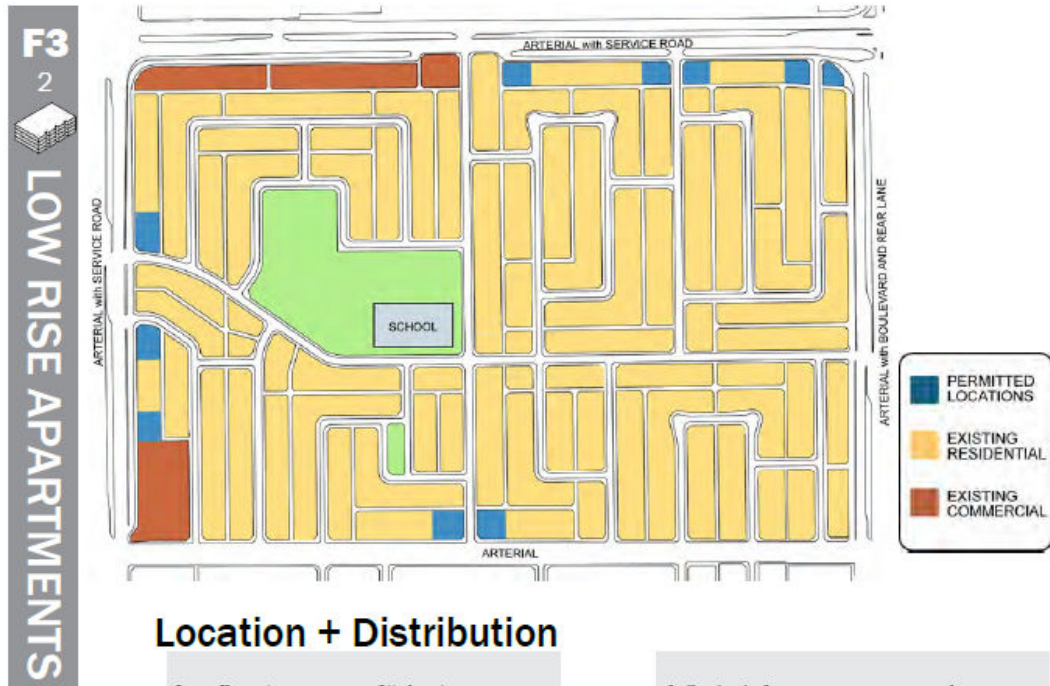 F3
2
LOW RISE APARTMENTS
ARTERIAL with SERVICE ROAD
ARTERIAL with SERVICE ROAD
ARTERIAL with BOULEVARD AND REAR LANE
SCHOOL
PERMITTED
LOCATIONS
EXISTING
RESIDENTIAL
EXISTING
COMMERCIAL
ARTERIAL
Location + Distribution